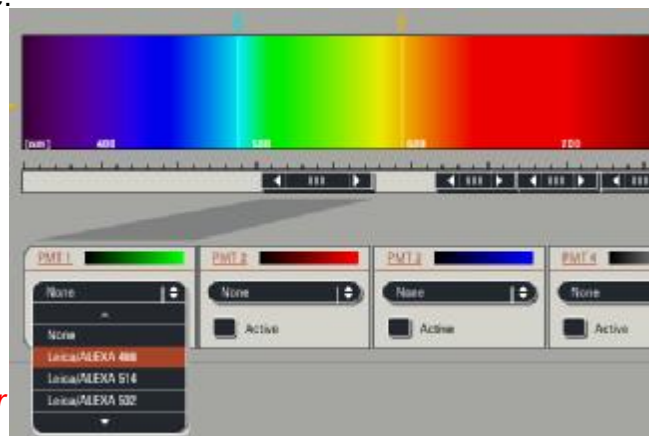 [nm] 400 500 600 700
PMT 1 PMT 2 PMT 3 PMT 4
None None None None
Active Active Active
None
Leica/ALEXA 488
Leica/ALEXA 514
Leica/ALEXA 532
r